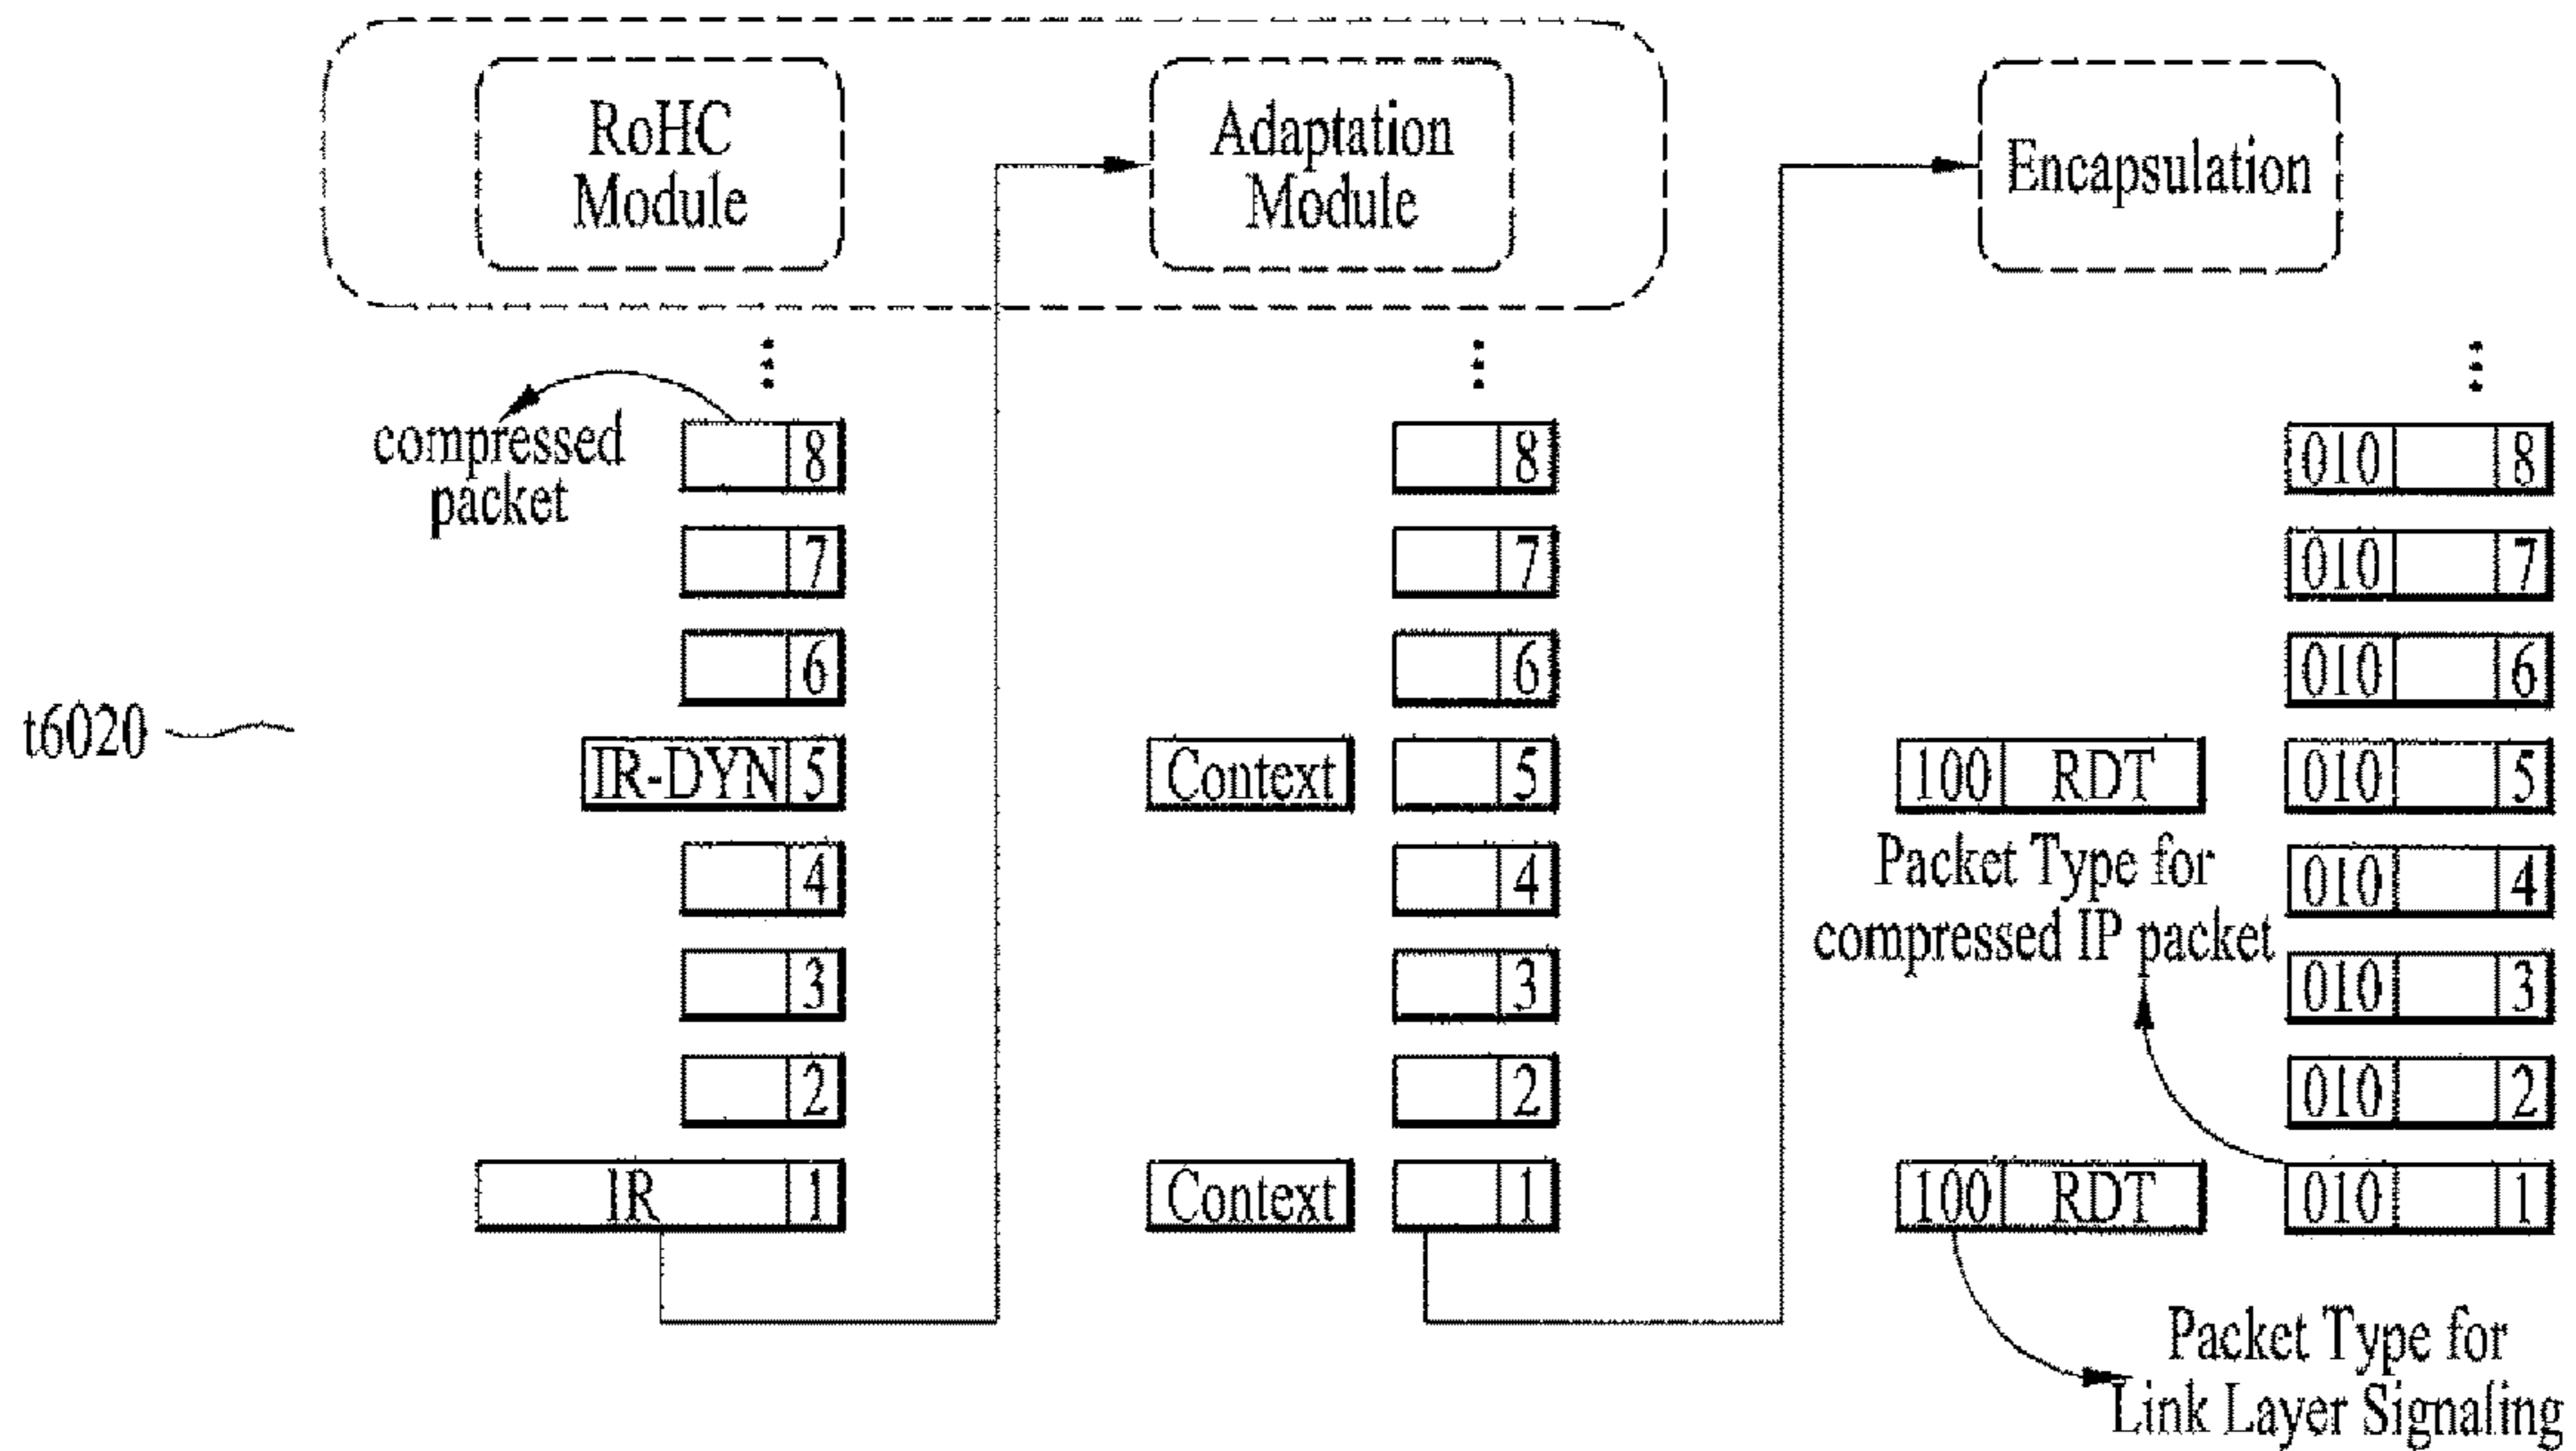 RoHC
Module
Adaptation
Module
Encapsulation
compressed
packet
8
8
010 8
7
7
010 7
6
6
010 6
t6020
IR-DYN 5
Context 5
100 RDT 010 5
Packet Type for
compressed IP packet
4
4
010 4
3
3
010 3
2
2
010 2
IR 1
Context 1
100 RDT 010 1
Packet Type for
Link Layer Signaling